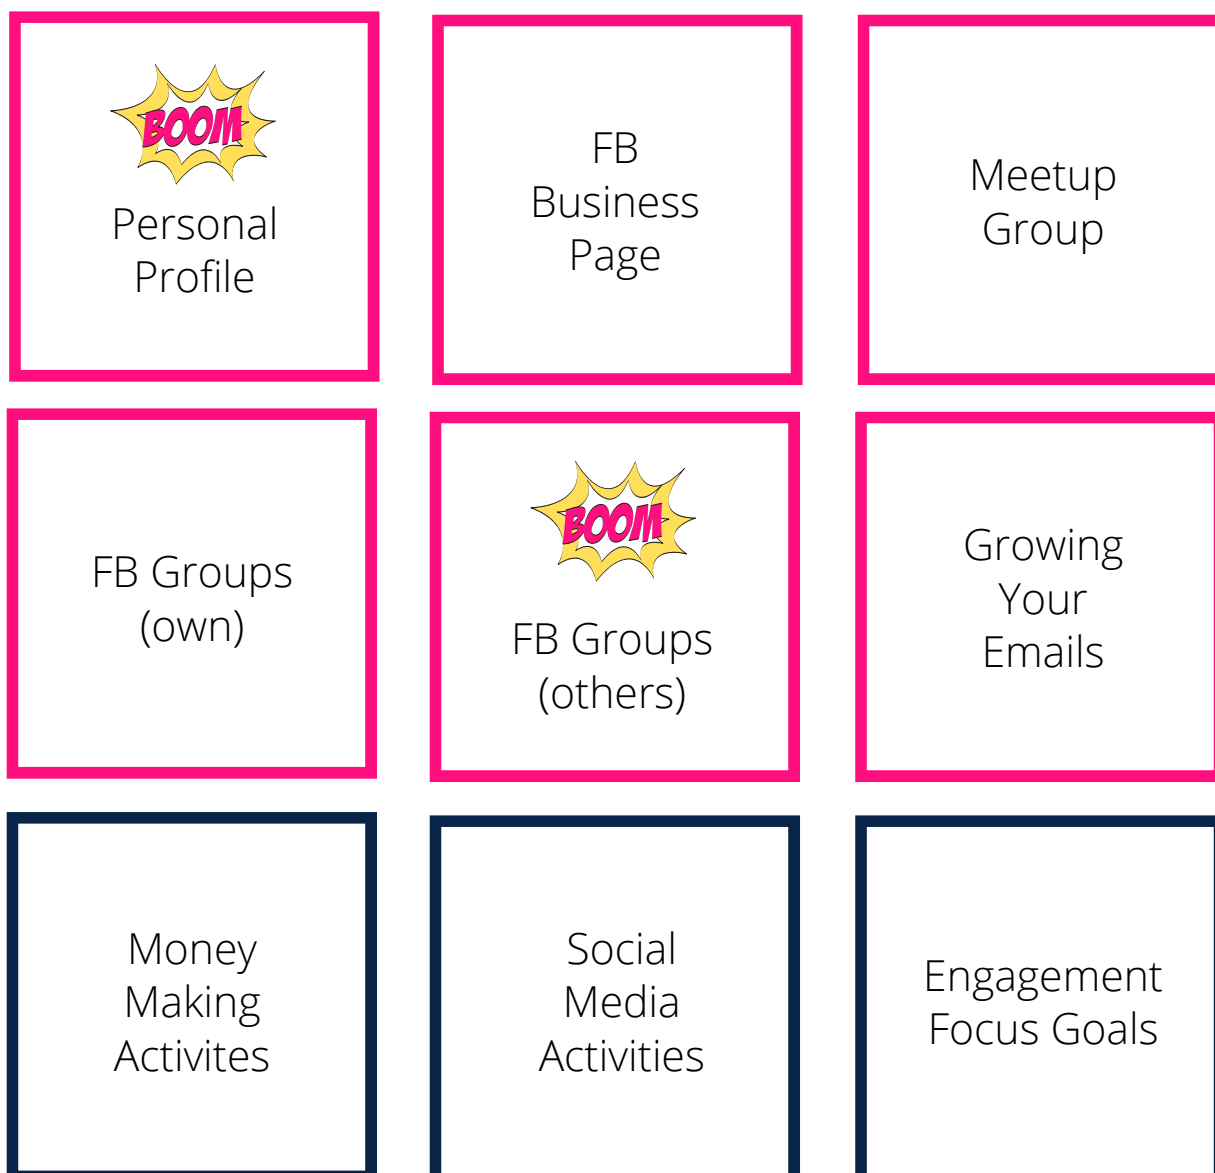 BOOM
Personal
Profile
FB
Business
Page
Meetup
Group
FB Groups
(own)
BOOM
FB Groups
(others)
Growing
Your
Emails
Money
Making
Activites
Social
Media
Activities
Engagement
Focus Goals